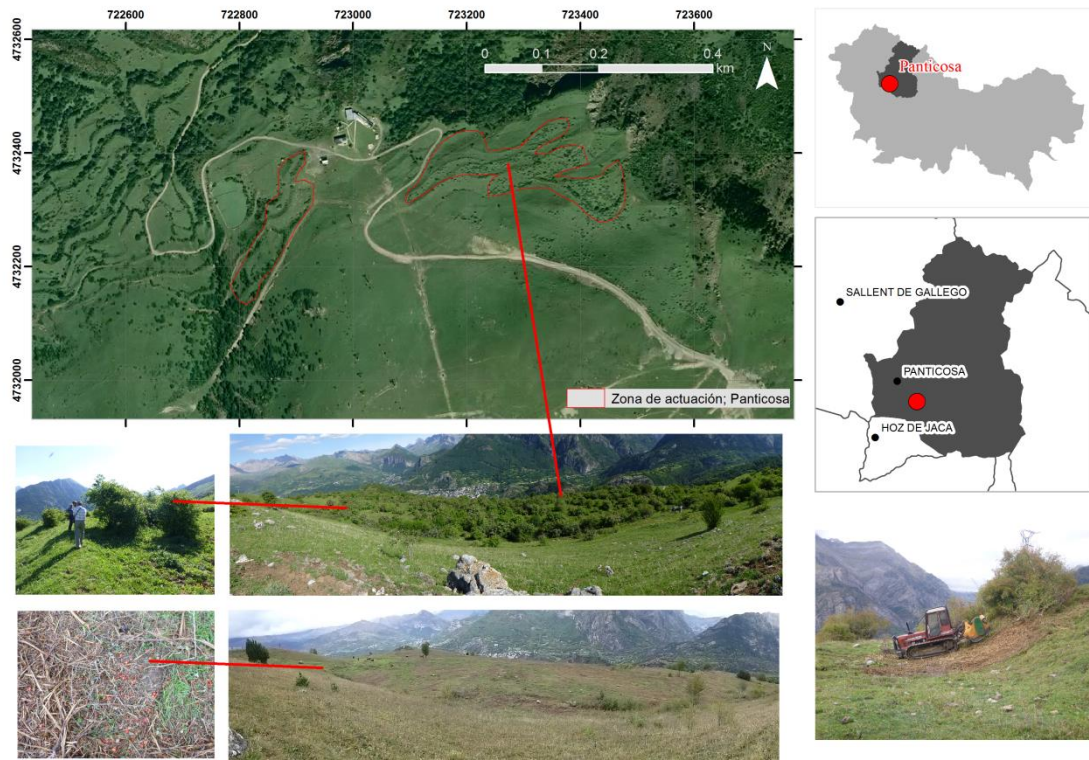 722600 722800 723000 723200 723400 723600
4732600
4732400
4732200
4732000
0 0.1 0.2 0.4
km
N
Zona de actuación; Panticosa
Panticosa
SALLENT DE GALLEGO
PANTICOSA
HOZ DE JACA